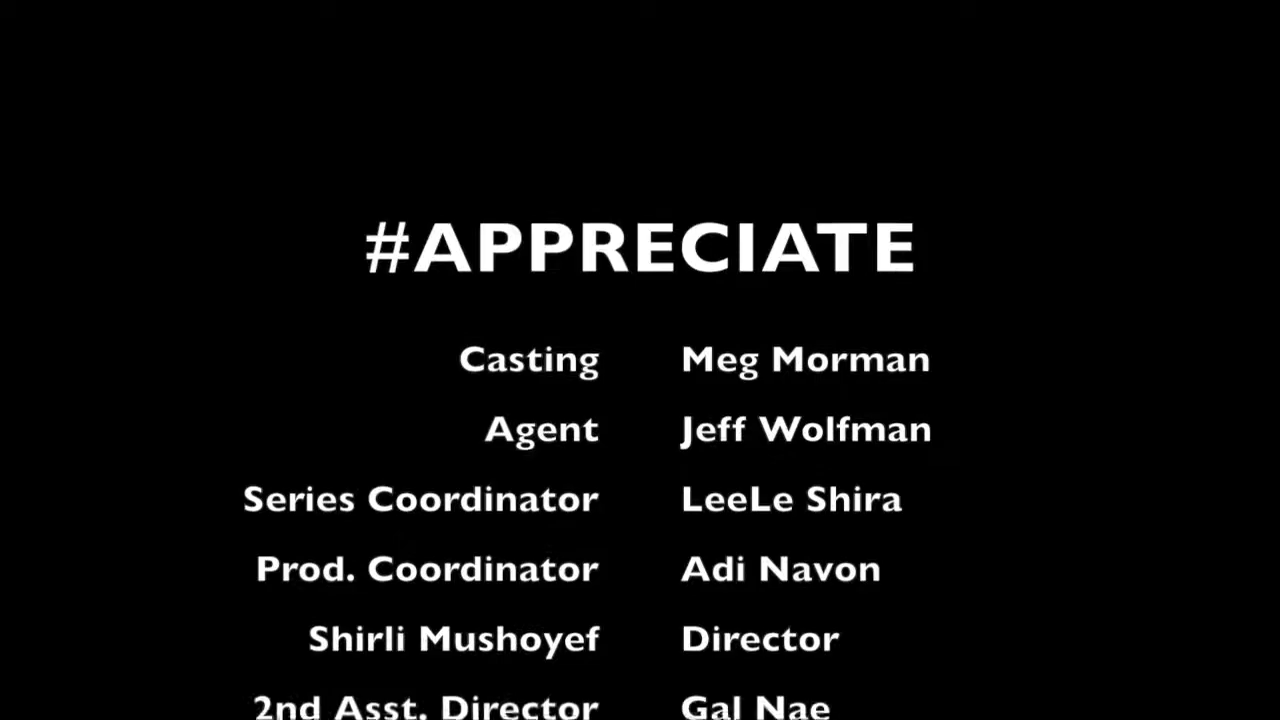 #APPRECIATE
Casting Meg Morman
Agent Jeff Wolfman
Series Coordinator LeeLe Shira
Prod. Coordinator Adi Navon
Shirli Mushoyef Director
2nd Asst. Director Gal Nae